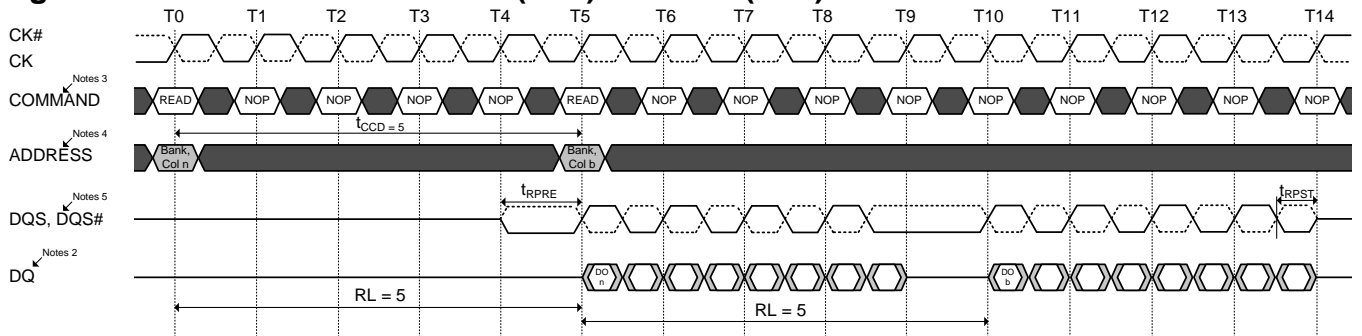 T0 T1 T2 T3 T4 T5 T6 T7 T8 T9 T10 T11 T12 T13 T14
CK#
CK
Notes 3
COMMAND READ NOP NOP NOP NOP READ NOP NOP NOP NOP NOP NOP NOP NOP NOP
tCCD = 5
Notes 4
ADDRESS Bank, Col n Bank, Col b
Notes 5 tRPRE tRPST
DQS, DQS#
Notes 2
DQ DO n DO b
RL = 5
RL = 5